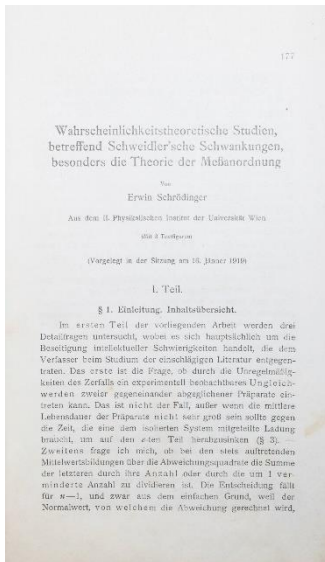 177
Wahrscheinlichkeitstheoretische Studien,
betreffend Schweidler'sche Schwankungen,
besonders die Theorie der Meßanordnung
Von
Erwin Schrödinger
Aus dem II. Physikalischen Institut der Universität Wien
(Mit 5 Textfiguren)
(Vorgelegt in der Sitzung am 16. Jänner 1919)
I. Teil.
§ 1. Einleitung. Inhaltsübersicht.
Im ersten Teil der vorliegenden Arbeit werden drei
Detailfragen untersucht, wobei es sich hauptsächlich um die
Beseitigung intellektueller Schwierigkeiten handelt, die dem
Verfasser beim Studium der einschlägigen Literatur entgegen-
traten. Das erste ist die Frage, ob durch die Unregelmäßig-
keiten des Zerfalls ein experimentell beobachtbares Ungleich-
werden zweier gegeneinander abgeglichener Präparate ein-
treten kann. Das ist nicht der Fall, außer wenn die mittlere
Lebensdauer der Präparate nicht sehr groß sein sollte gegen
die Zeit, die eine dem isolierten System mitgeteilte Ladung
braucht, um auf den e-ten Teil herabzusinken (§ 3). —
Zweitens frage ich mich, ob bei den stets auftretenden
Mittelwertsbildungen über die Abweichungsquadrate die Summe
der letzteren durch ihre Anzahl oder durch die um 1 ver-
minderte Anzahl zu dividieren ist. Die Entscheidung fällt
für n—1, und zwar aus dem einfachen Grund, weil der
Normalwert, von welchem die Abweichung gerechnet wird,